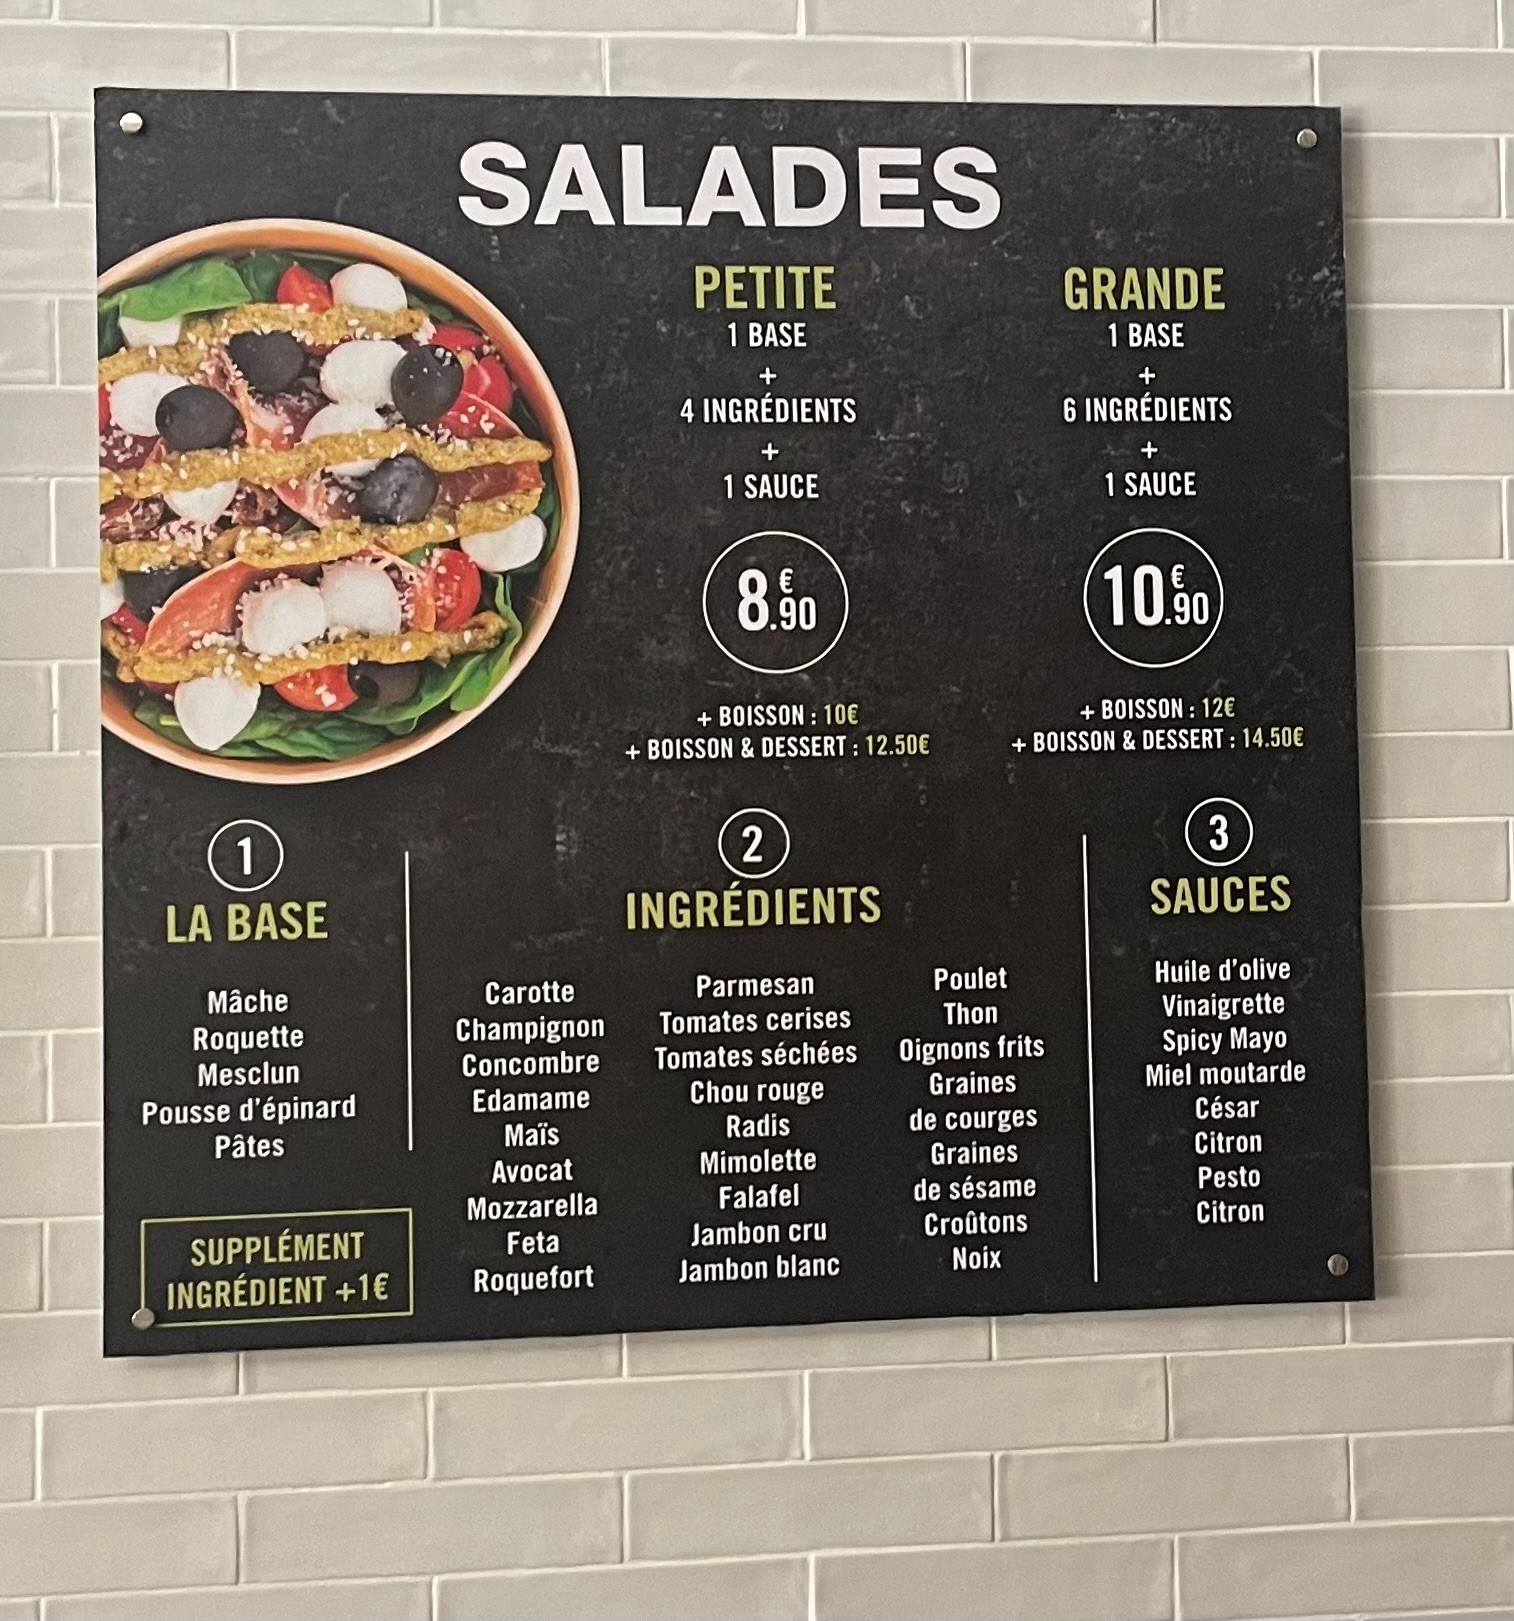 SALADES
PETITE
1 BASE
+
4 INGRÉDIENTS
+
1 SAUCE
8.90€
+ BOISSON : 10€
+ BOISSON & DESSERT : 12.50€
GRANDE
1 BASE
+
6 INGRÉDIENTS
+
1 SAUCE
10.90€
+ BOISSON : 12€
+ BOISSON & DESSERT : 14.50€
1
LA BASE
Mâche
Roquette
Mesclun
Pousse d'épinard
Pâtes
SUPPLÉMENT
INGRÉDIENT +1€
2
INGRÉDIENTS
Carotte
Champignon
Concombre
Edamame
Maïs
Avocat
Mozzarella
Feta
Roquefort
Parmesan
Tomates cerises
Tomates séchées
Chou rouge
Radis
Mimolette
Falafel
Jambon cru
Jambon blanc
Poulet
Thon
Oignons frits
Graines
de courges
Graines
de sésame
Croûtons
Noix
3
SAUCES
Huile d'olive
Vinaigrette
Spicy Mayo
Miel moutarde
César
Citron
Pesto
Citron